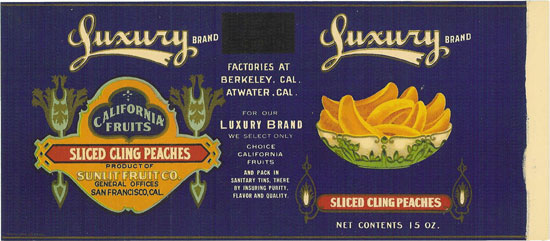 Luxury BRAND
CALIFORNIA
FRUITS
SLICED CLING PEACHES
PRODUCT OF
SUNLIT FRUIT CO.
GENERAL OFFICES
SAN FRANCISCO, CAL.
FACTORIES AT
BERKELEY, CAL.
ATWATER, CAL.
FOR OUR
LUXURY BRAND
WE SELECT ONLY
CHOICE
CALIFORNIA
FRUITS
AND PACK IN
SANITARY TINS, THERE
BY INSURING PURITY,
FLAVOR AND QUALITY.
Luxury BRAND
SLICED CLING PEACHES
NET CONTENTS 15 OZ.